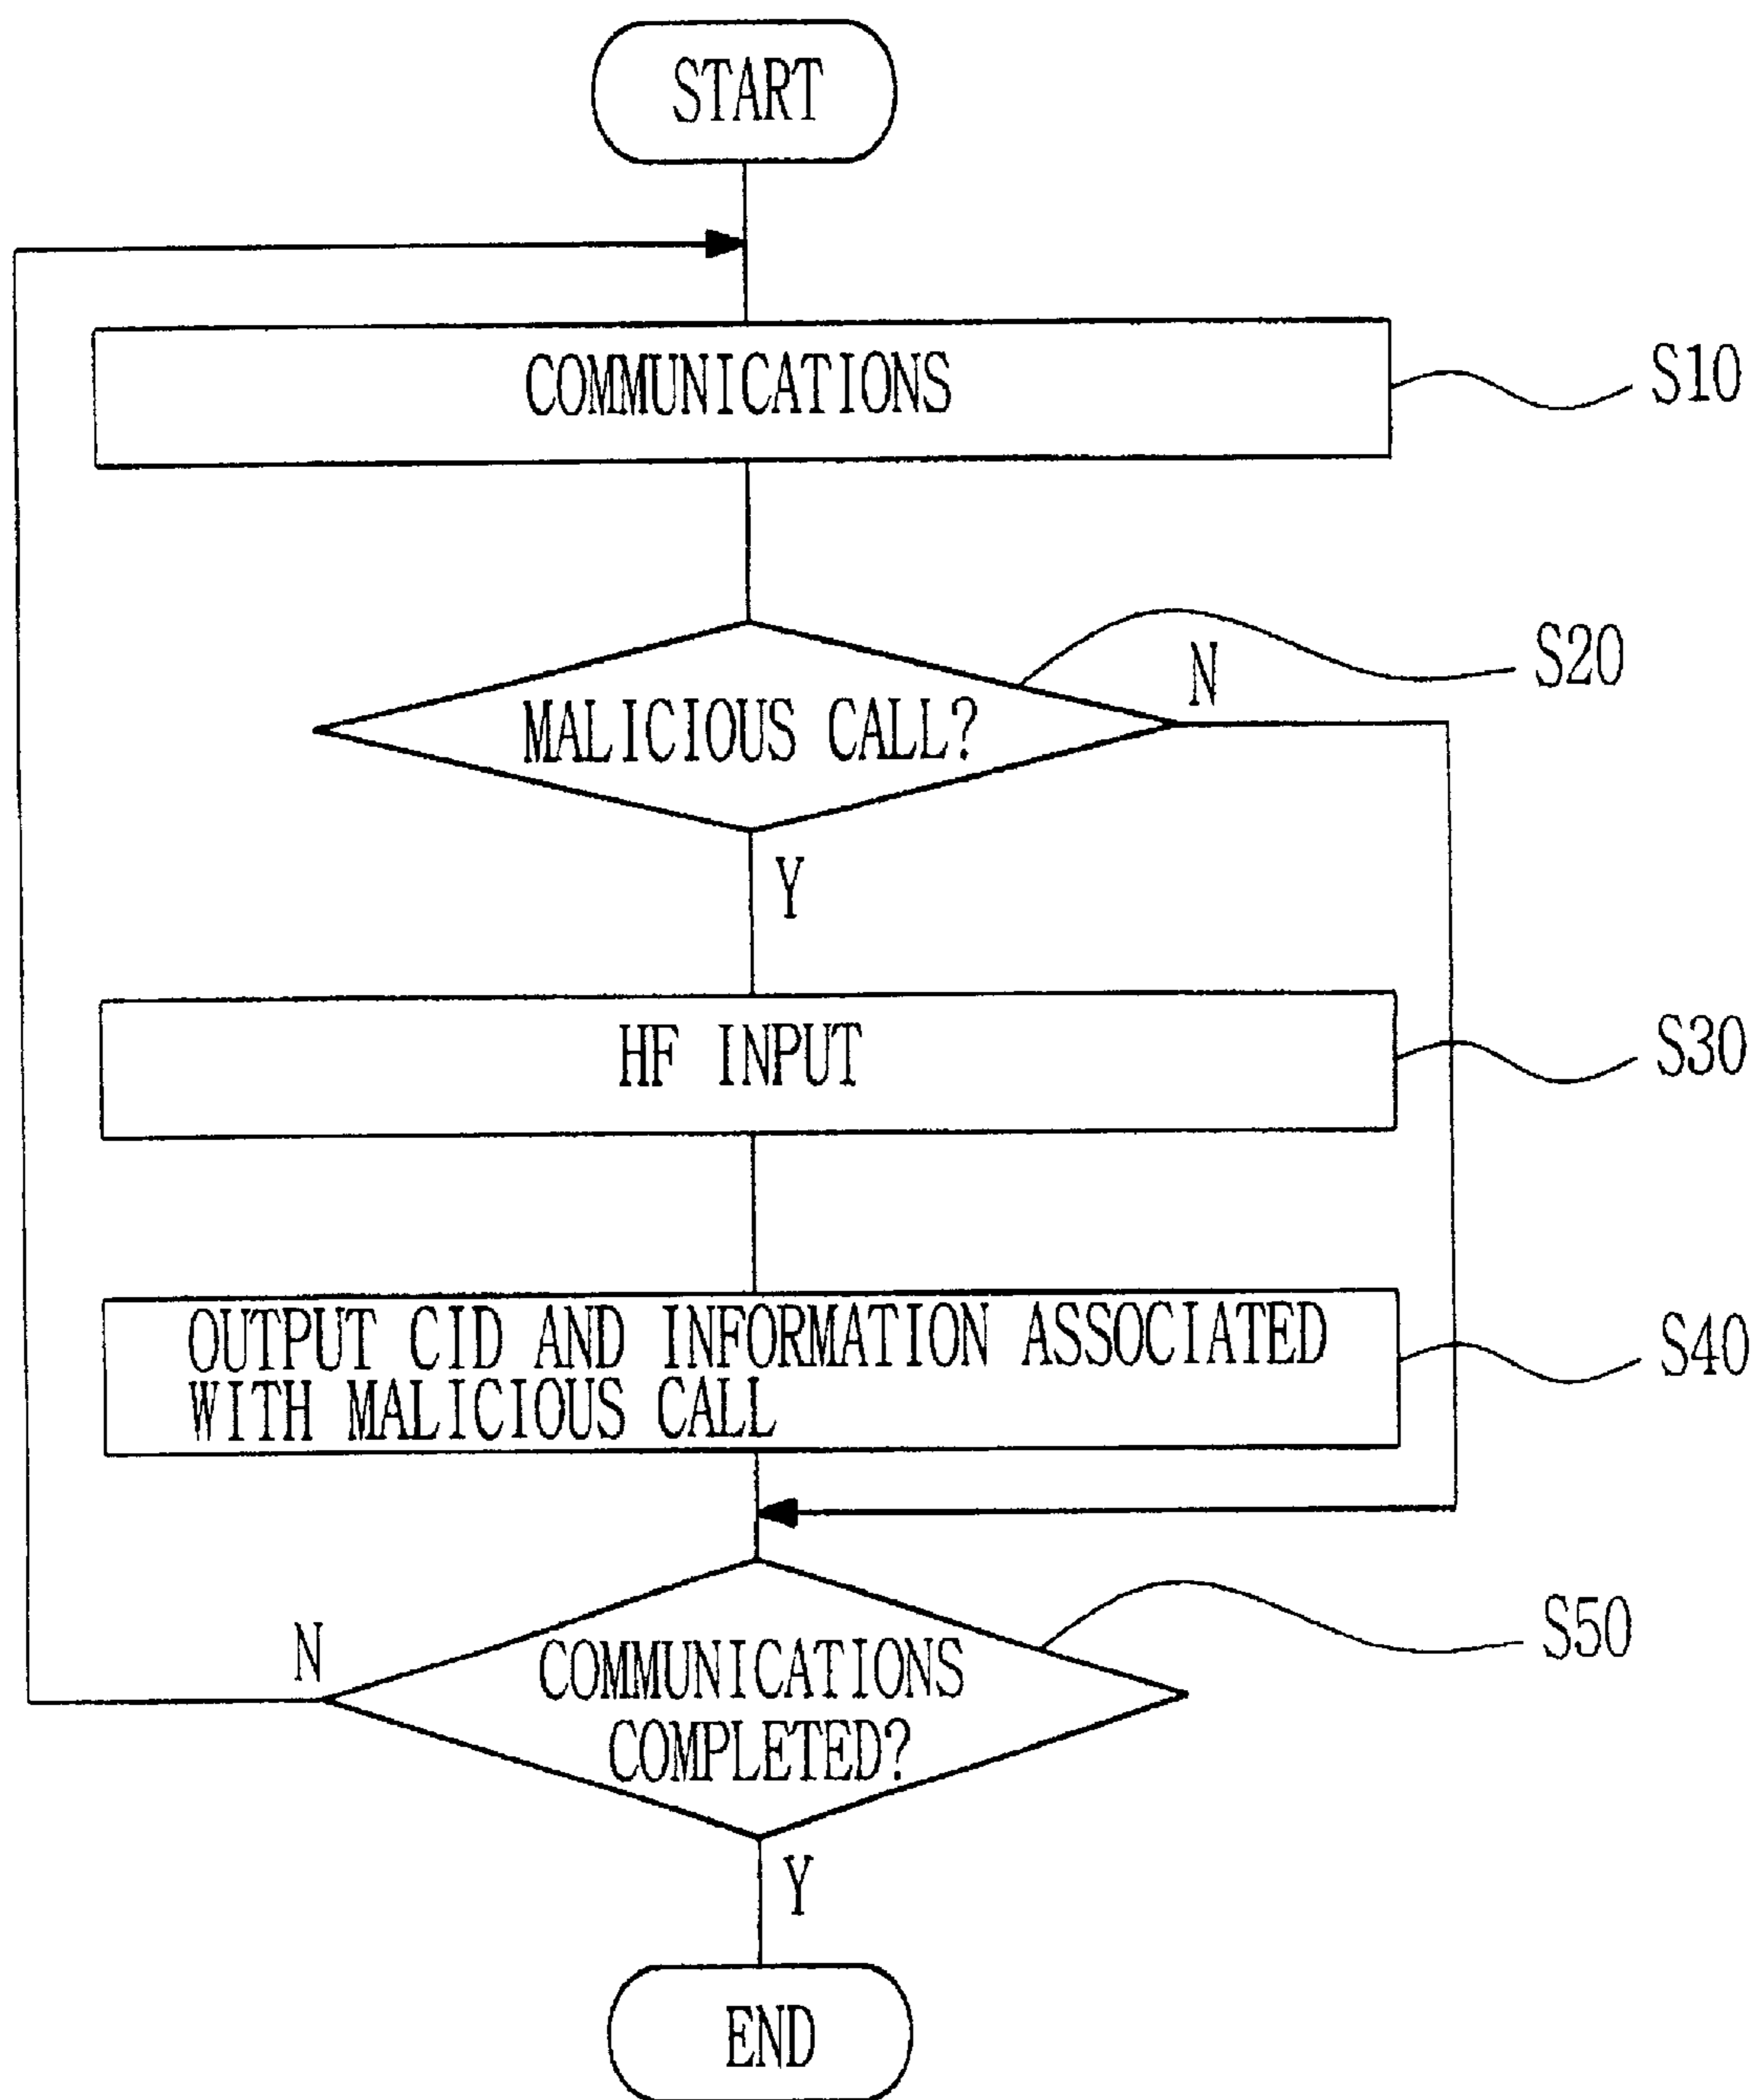 START
COMMUNICATIONS
S10
MALICIOUS CALL?
N
S20
Y
HF INPUT
S30
OUTPUT CID AND INFORMATION ASSOCIATED
WITH MALICIOUS CALL
S40
N
COMMUNICATIONS
COMPLETED?
S50
Y
END